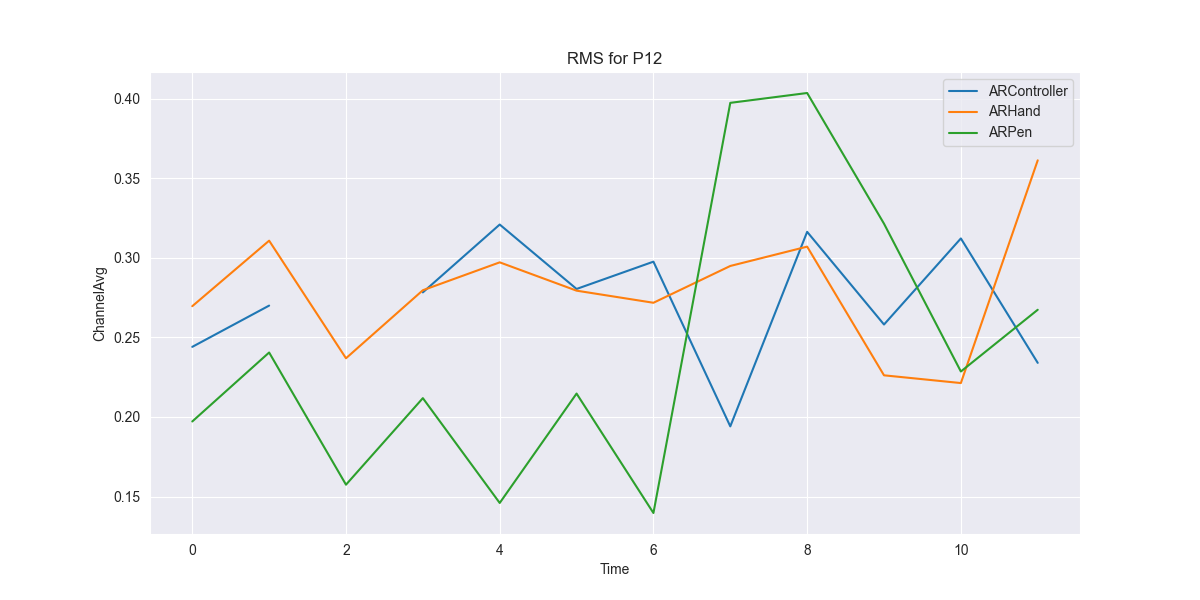 RMS for P12
ARController
ARHand
ARPen
0.40
0.35
0.30
0.25
0.20
0.15
ChannelAvg
0 2 4 6 8 10
Time